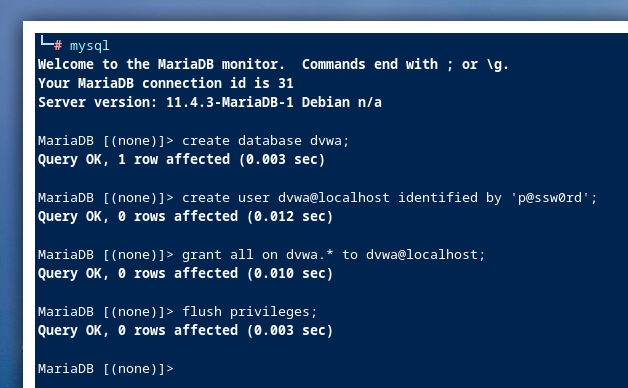 └─# mysql
Welcome to the MariaDB monitor.  Commands end with ; or \g.
Your MariaDB connection id is 31
Server version: 11.4.3-MariaDB-1 Debian n/a
MariaDB [(none)]> create database dvwa;
Query OK, 1 row affected (0.003 sec)
MariaDB [(none)]> create user dvwa@localhost identified by 'p@ssw0rd';
Query OK, 0 rows affected (0.012 sec)
MariaDB [(none)]> grant all on dvwa.* to dvwa@localhost;
Query OK, 0 rows affected (0.010 sec)
MariaDB [(none)]> flush privileges;
Query OK, 0 rows affected (0.003 sec)
MariaDB [(none)]>